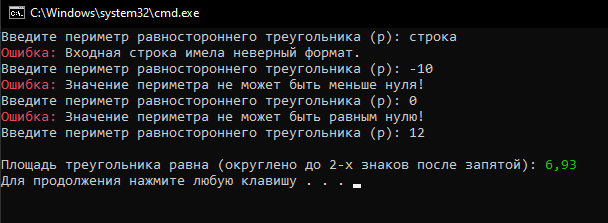 C:\Windows\system32\cmd.exe
Введите периметр равностороннего треугольника (p): строка
Ошибка: Входная строка имела неверный формат.
Введите периметр равностороннего треугольника (p): -10
Ошибка: Значение периметра не может быть меньше нуля!
Введите периметр равностороннего треугольника (p): 0
Ошибка: Значение периметра не может быть равным нулю!
Введите периметр равностороннего треугольника (p): 12
Площадь треугольника равна (округлено до 2-х знаков после запятой): 6,93
Для продолжения нажмите любую клавишу . . .